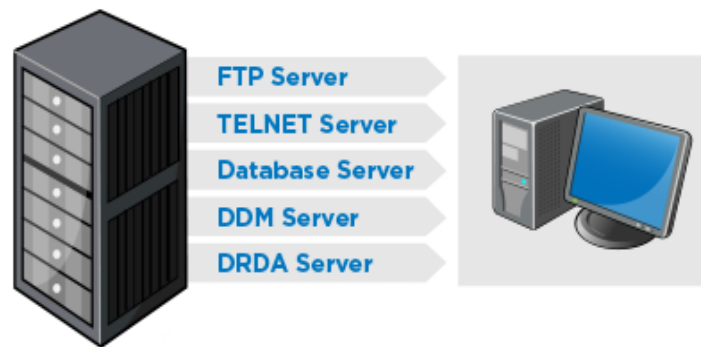 FTP Server
TELNET Server
Database Server
DDM Server
DRDA Server